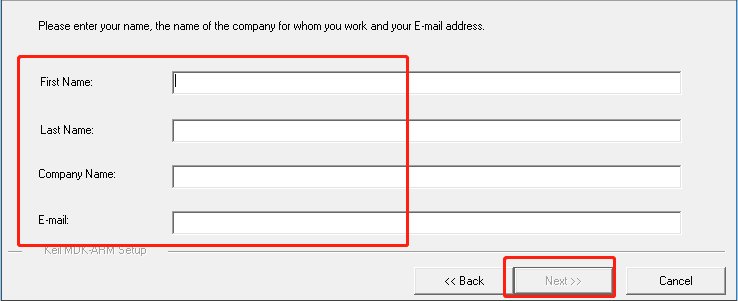 Please enter your name, the name of the company for whom you work and your E-mail address.
First Name:
Last Name:
Company Name:
E-mail:
Keil MDK-ARM Setup
<< Back
Next >>
Cancel